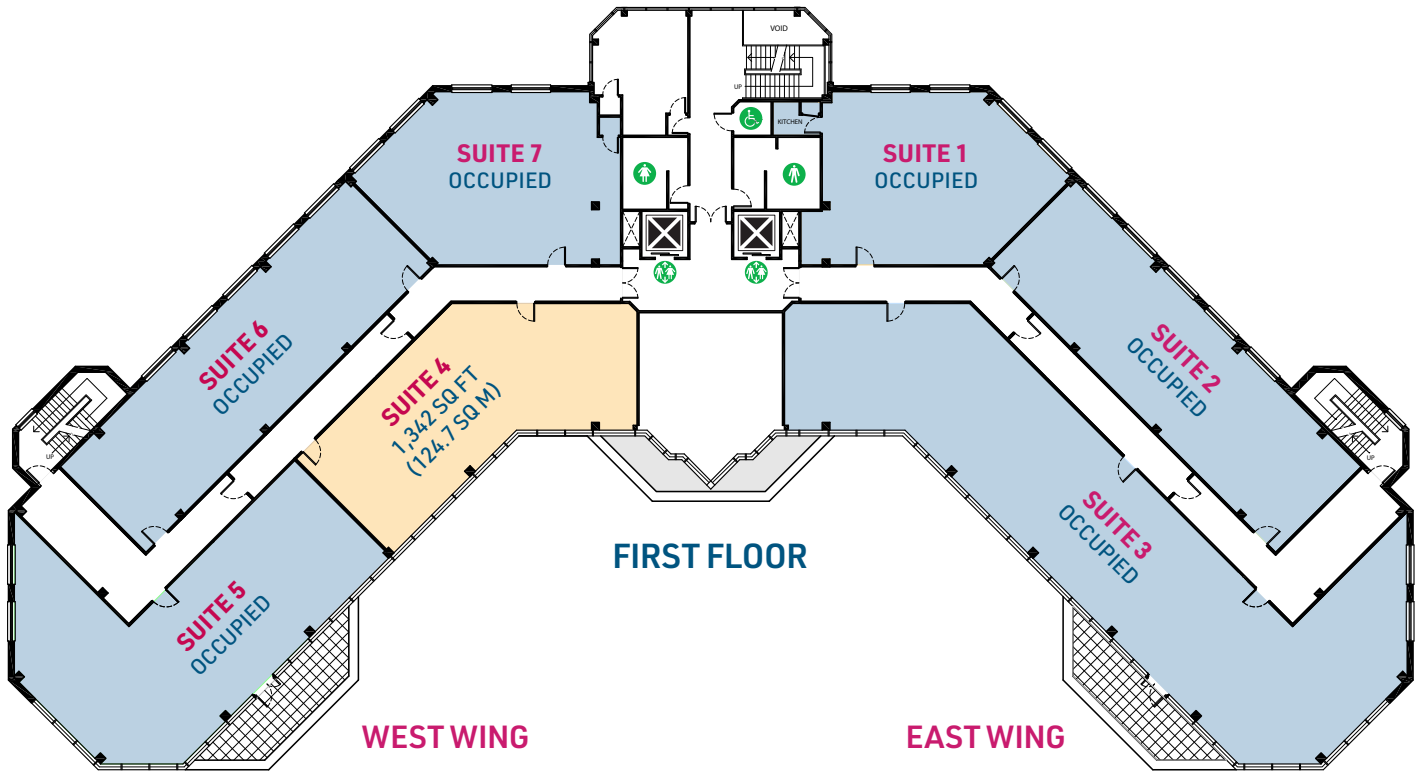 VOID
UP
KITCHEN
SUITE 7
OCCUPIED
SUITE 1
OCCUPIED
SUITE 6
OCCUPIED
SUITE 4
1,342 SQ FT
(124.7 SQ M)
SUITE 2
OCCUPIED
UP
UP
SUITE 3
OCCUPIED
FIRST FLOOR
SUITE 5
OCCUPIED
WEST WING
EAST WING